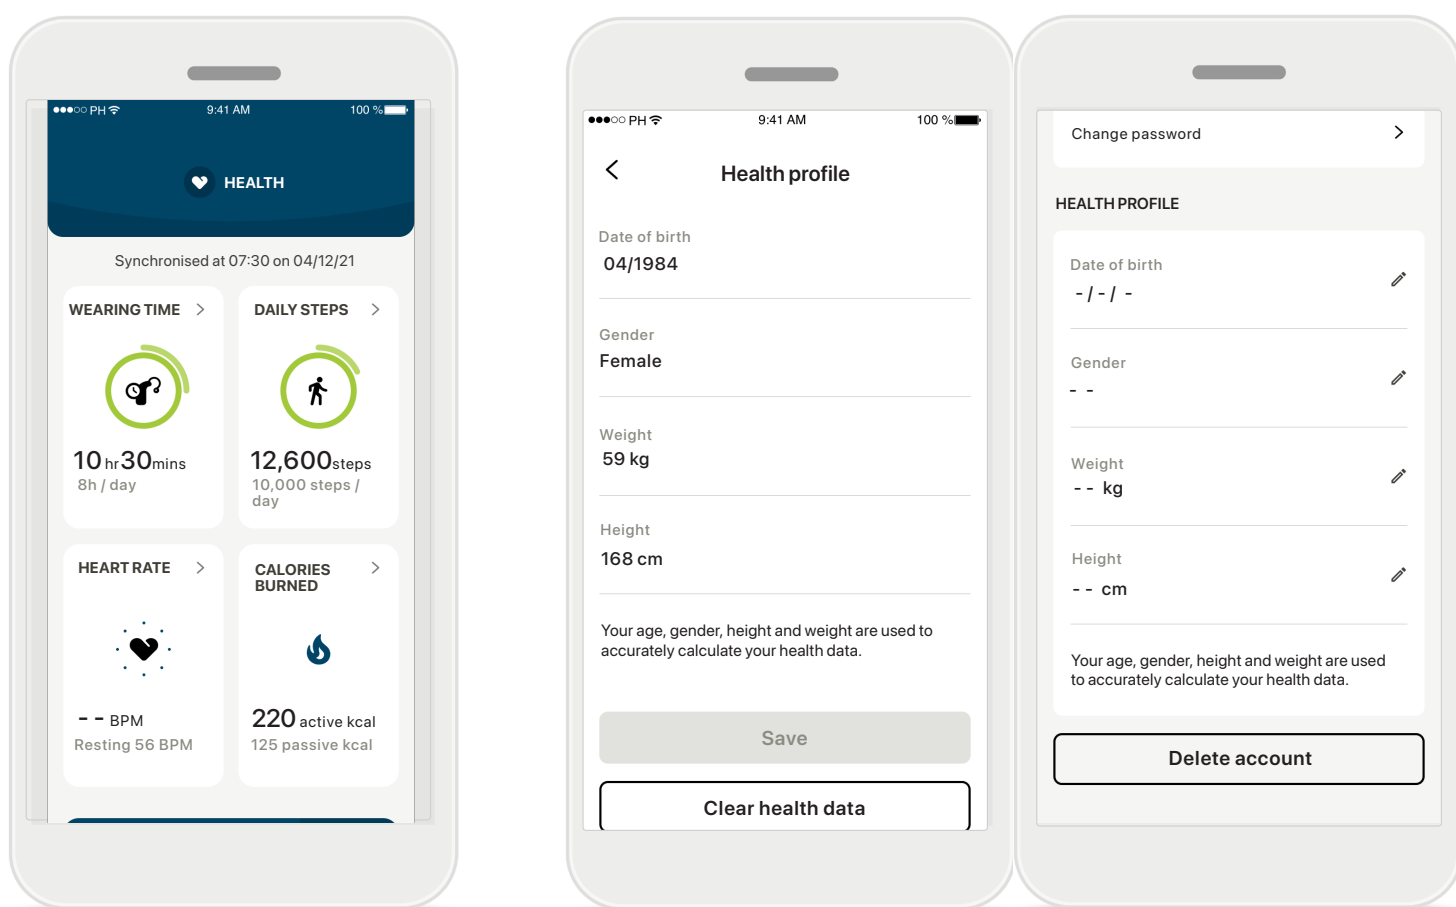 PH
9:41 AM
100 %
HEALTH
Synchronised at 07:30 on 04/12/21
WEARING TIME
10 hr 30 mins
8h / day
DAILY STEPS
12,600 steps
10,000 steps /
day
HEART RATE
- - BPM
Resting 56 BPM
CALORIES
BURNED
220 active kcal
125 passive kcal
PH
9:41 AM
100 %
Health profile
Date of birth
04/1984
Gender
Female
Weight
59 kg
Height
168 cm
Your age, gender, height and weight are used to
accurately calculate your health data.
Save
Clear health data
Change password
HEALTH PROFILE
Date of birth
- / - / -
Gender
- -
Weight
- - kg
Height
- - cm
Your age, gender, height and weight are used
to accurately calculate your health data.
Delete account